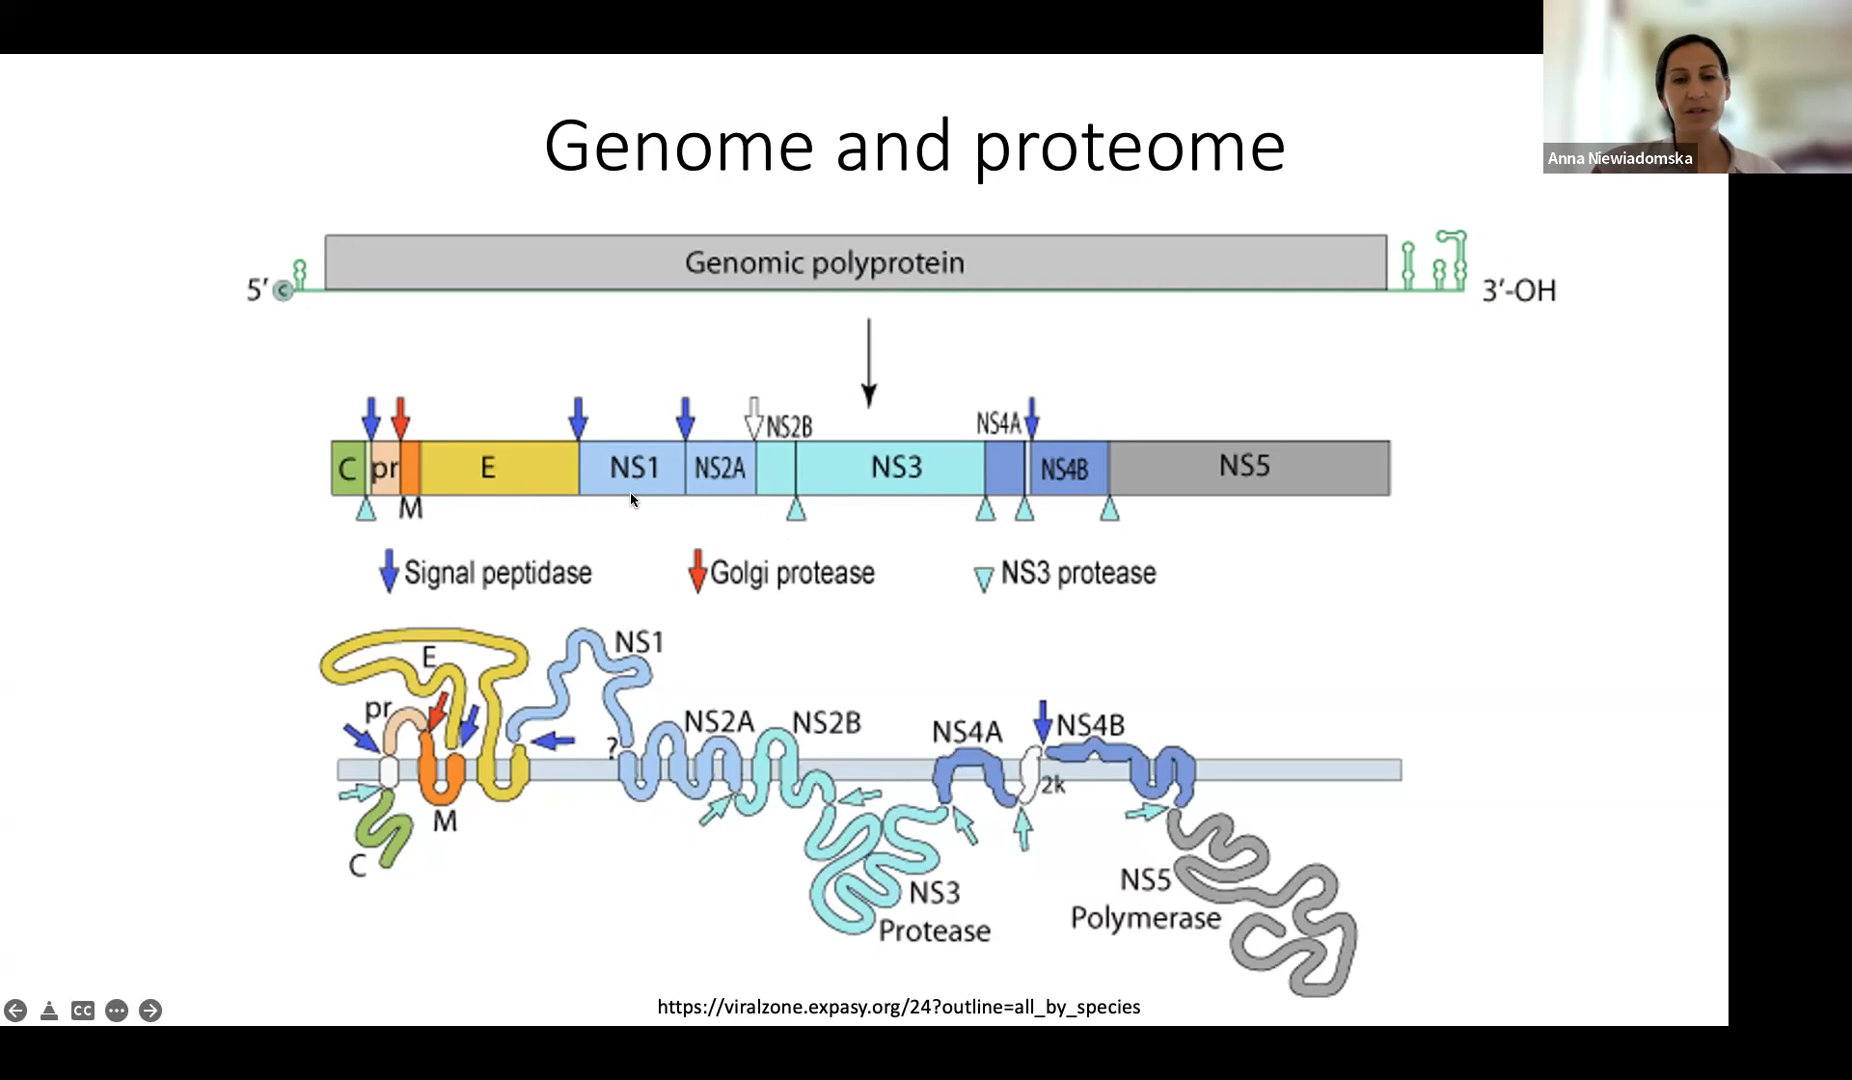 Anna Niewiadomska
Genome and proteome
Genomic polyprotein
5′ C
3′-OH
NS2B
NS4A
C pr E NS1 NS2A NS3 NS4B NS5
M
Signal peptidase Golgi protease NS3 protease
E
NS1
pr
NS2A NS2B NS4A NS4B
?
2k
M
C
NS3
Protease
NS5
Polymerase
https://viralzone.expasy.org/24?outline=all_by_species
CC